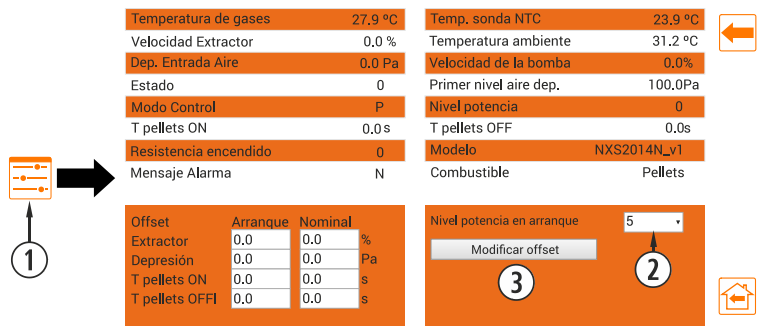 Temperatura de gases 27.9 ºC
Velocidad Extractor 0.0 %
Dep. Entrada Aire 0.0 Pa
Estado 0
Modo Control P
T pellets ON 0.0 s
Resistencia encendido 0
Mensaje Alarma N
Temp. sonda NTC 23.9 ºC
Temperatura ambiente 31.2 ºC
Velocidad de la bomba 0.0%
Primer nivel aire dep. 100.0Pa
Nivel potencia 0
T pellets OFF 0.0s
Modelo NXS2014N_v1
Combustible Pellets
1
Offset Arranque Nominal
Extractor 0.0 0.0 %
Depresión 0.0 0.0 Pa
T pellets ON 0.0 0.0 s
T pellets OFFl 0.0 0.0 s
Nivel potencia en arranque 5
Modificar offset
3
2